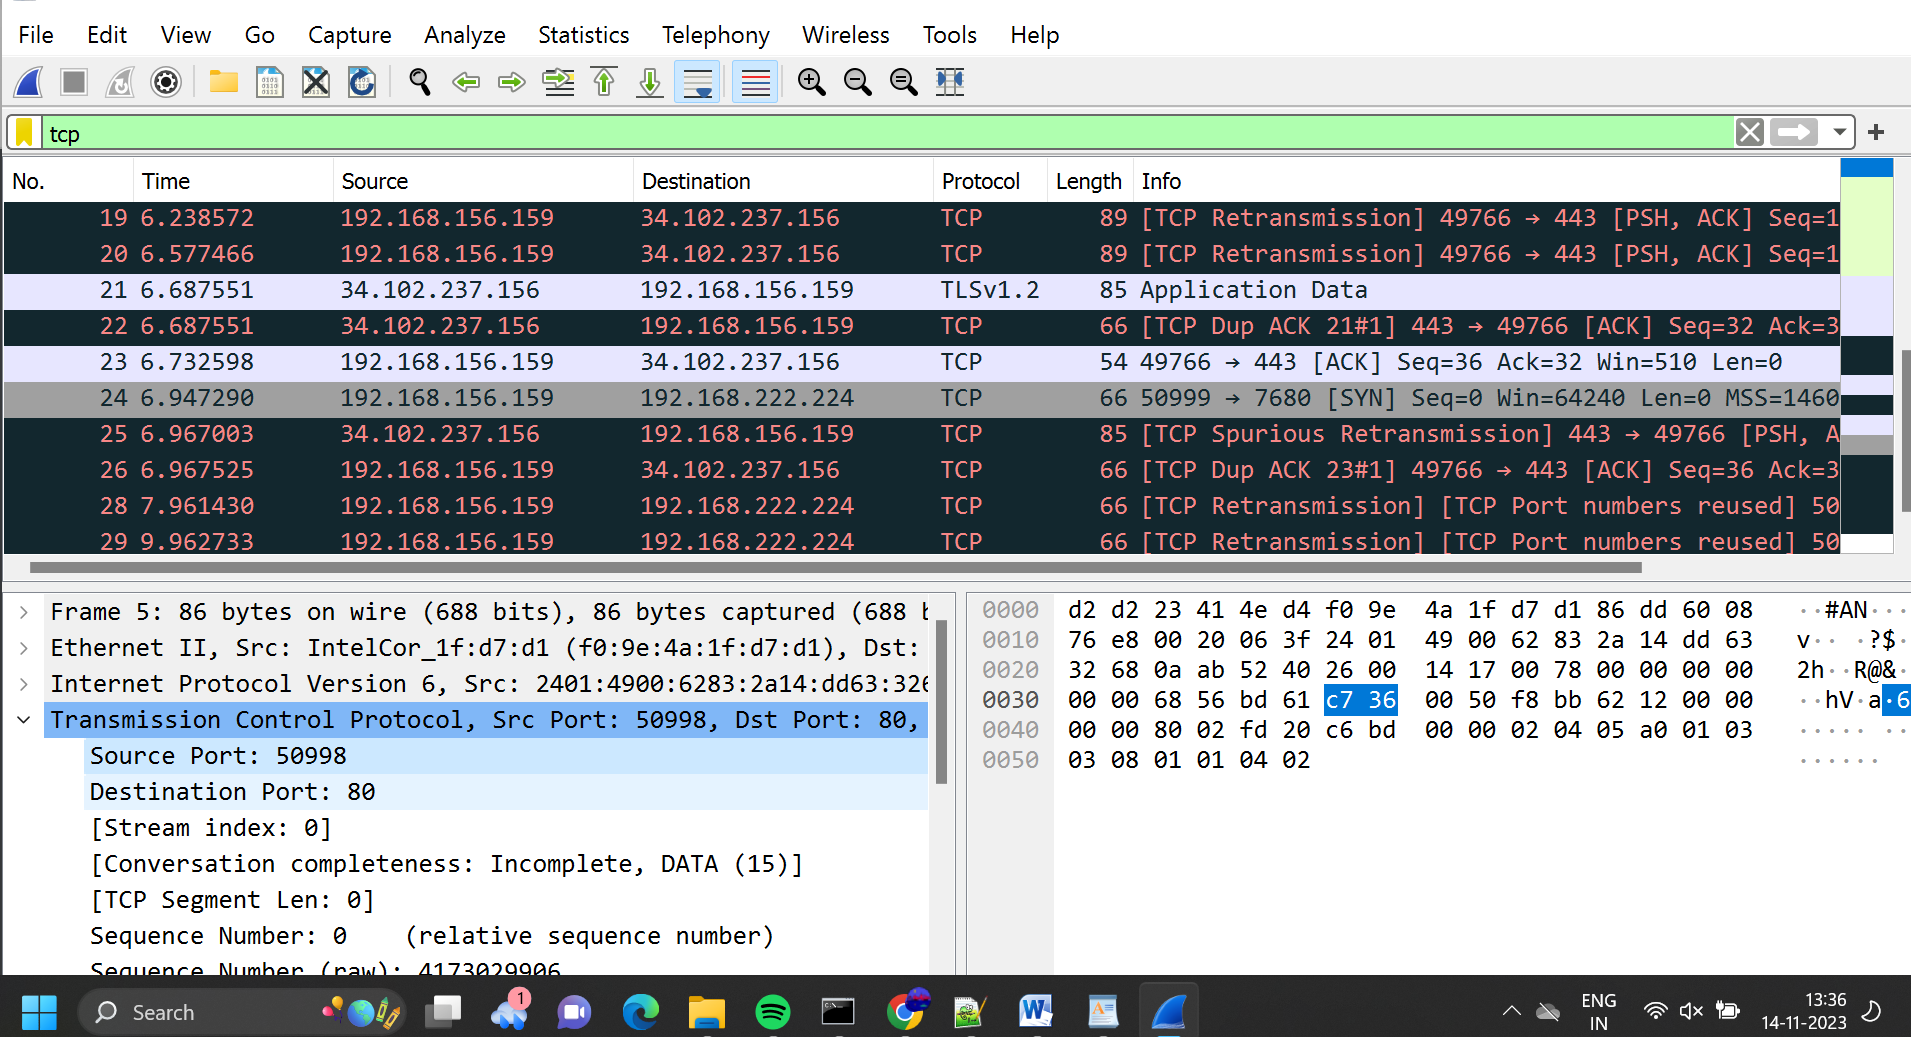 File Edit View Go Capture Analyze Statistics Telephony Wireless Tools Help
tcp
No. Time Source Destination Protocol Length Info
19 6.238572 192.168.156.159 34.102.237.156 TCP 89 [TCP Retransmission] 49766 → 443 [PSH, ACK] Seq=1
20 6.577466 192.168.156.159 34.102.237.156 TCP 89 [TCP Retransmission] 49766 → 443 [PSH, ACK] Seq=1
21 6.687551 34.102.237.156 192.168.156.159 TLSv1.2 85 Application Data
22 6.687551 34.102.237.156 192.168.156.159 TCP 66 [TCP Dup ACK 21#1] 443 → 49766 [ACK] Seq=32 Ack=3
23 6.732598 192.168.156.159 34.102.237.156 TCP 54 49766 → 443 [ACK] Seq=36 Ack=32 Win=510 Len=0
24 6.947290 192.168.156.159 192.168.222.224 TCP 66 50999 → 7680 [SYN] Seq=0 Win=64240 Len=0 MSS=1460
25 6.967003 34.102.237.156 192.168.156.159 TCP 85 [TCP Spurious Retransmission] 443 → 49766 [PSH, A
26 6.967525 192.168.156.159 34.102.237.156 TCP 66 [TCP Dup ACK 23#1] 49766 → 443 [ACK] Seq=36 Ack=3
28 7.961430 192.168.156.159 192.168.222.224 TCP 66 [TCP Retransmission] [TCP Port numbers reused] 50
29 9.962733 192.168.156.159 192.168.222.224 TCP 66 [TCP Retransmission] [TCP Port numbers reused] 50
Frame 5: 86 bytes on wire (688 bits), 86 bytes captured (688 b
Ethernet II, Src: IntelCor_1f:d7:d1 (f0:9e:4a:1f:d7:d1), Dst:
Internet Protocol Version 6, Src: 2401:4900:6283:2a14:dd63:326
Transmission Control Protocol, Src Port: 50998, Dst Port: 80,
Source Port: 50998
Destination Port: 80
[Stream index: 0]
[Conversation completeness: Incomplete, DATA (15)]
[TCP Segment Len: 0]
Sequence Number: 0 (relative sequence number)
Sequence Number (raw): 4173029906
0000 d2 d2 23 41 4e d4 f0 9e 4a 1f d7 d1 86 dd 60 08 ··#AN···
0010 76 e8 00 20 06 3f 24 01 49 00 62 83 2a 14 dd 63 v·· ·?$·
0020 32 68 0a ab 52 40 26 00 14 17 00 78 00 00 00 00 2h··R@&·
0030 00 00 68 56 bd 61 c7 36 00 50 f8 bb 62 12 00 00 ··hV·a·6
0040 00 00 80 02 fd 20 c6 bd 00 00 02 04 05 a0 01 03 ····· ··
0050 03 08 01 01 04 02 ······
Search
1
ENG
IN
13:36
14-11-2023